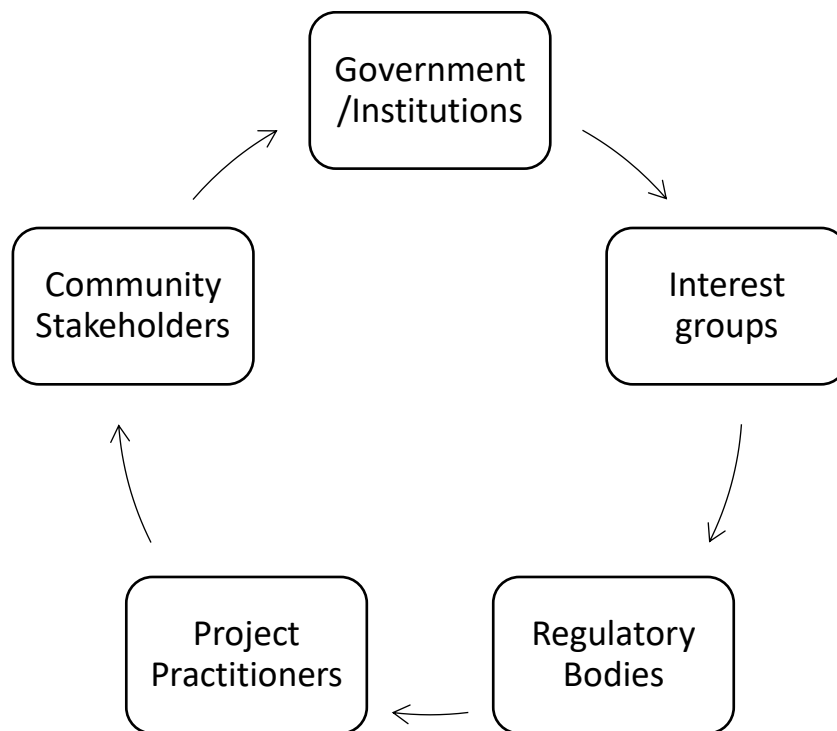 Government
/Institutions
Interest
groups
Regulatory
Bodies
Project
Practitioners
Community
Stakeholders